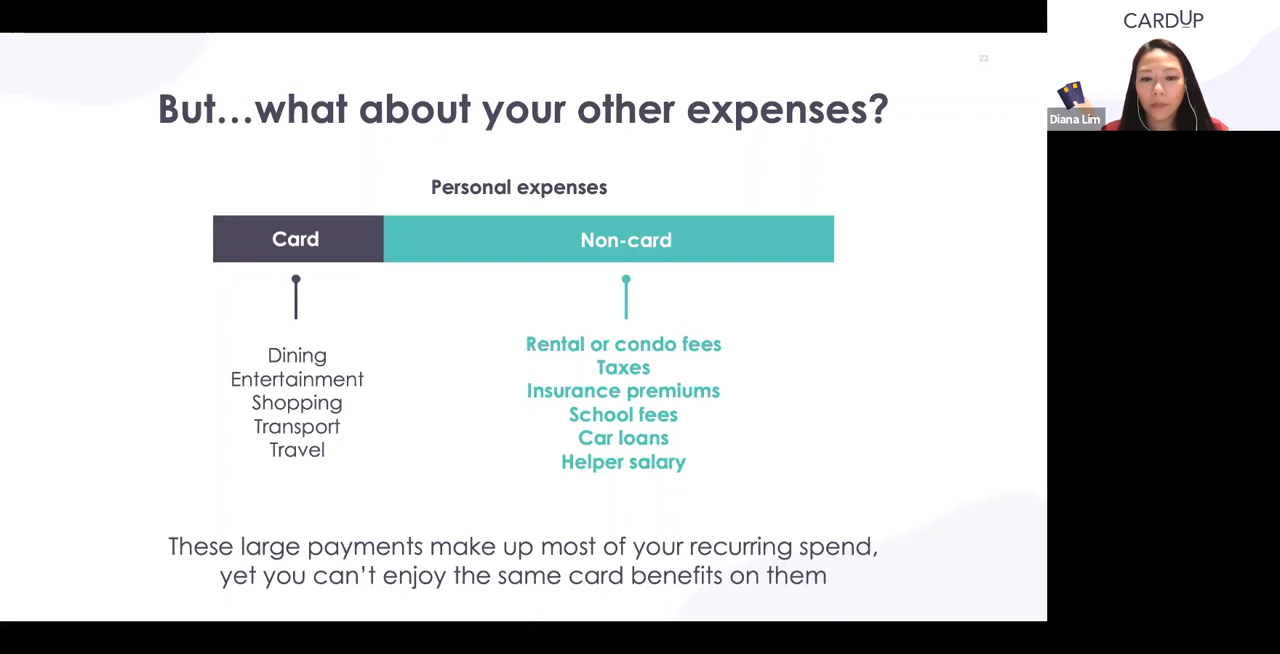 23
But...what about your other expenses?
Personal expenses
Card
Non-card
Dining
Entertainment
Shopping
Transport
Travel
Rental or condo fees
Taxes
Insurance premiums
School fees
Car loans
Helper salary
These large payments make up most of your recurring spend,
yet you can't enjoy the same card benefits on them
CARDUP
Diana Lim